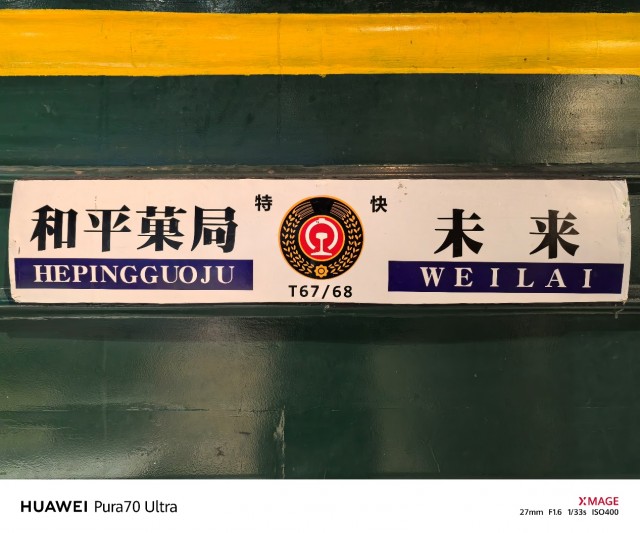 和平菓局 特 快 未来
HEPINGGUOJU WEILAI
T67/68
HUAWEI Pura70 Ultra
XMAGE
27mm F1.6 1/33s ISO400